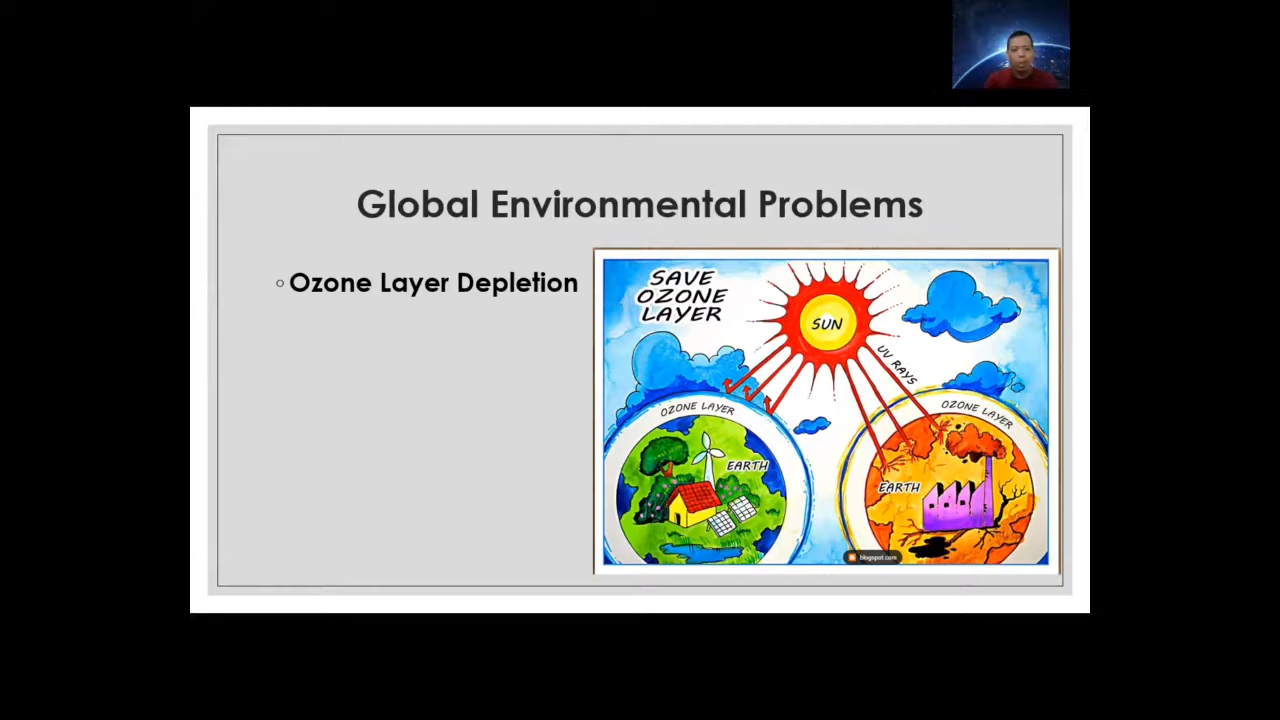 Global Environmental Problems
Ozone Layer Depletion
SAVE
OZONE
LAYER
SUN
UV RAYS
OZONE LAYER
OZONE LAYER
EARTH
EARTH
blogspot.com